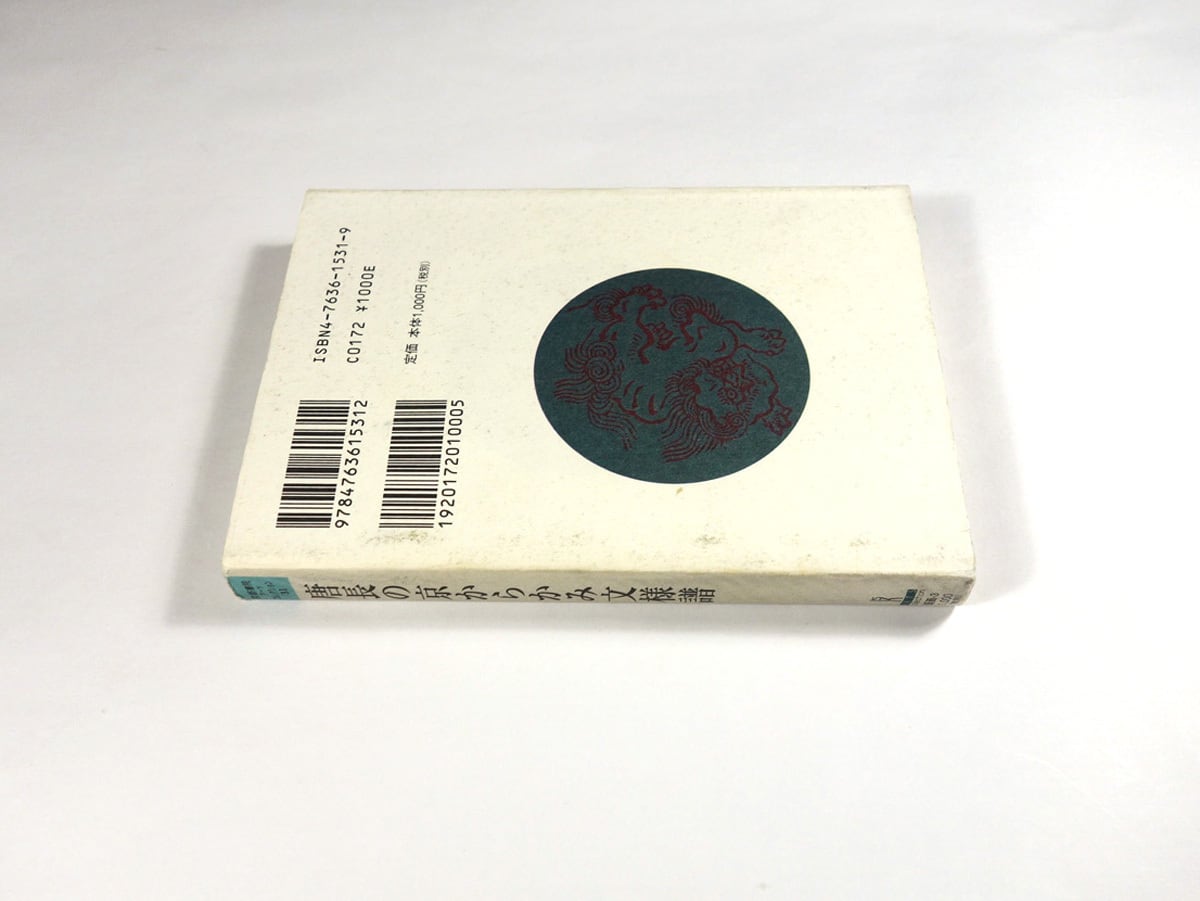 ISBN4-7636-1531-9
C0172 ¥1000E
定価 本体1,000円(税別)
9784763615312
1920172010005
唐長の京からかみ文様譜